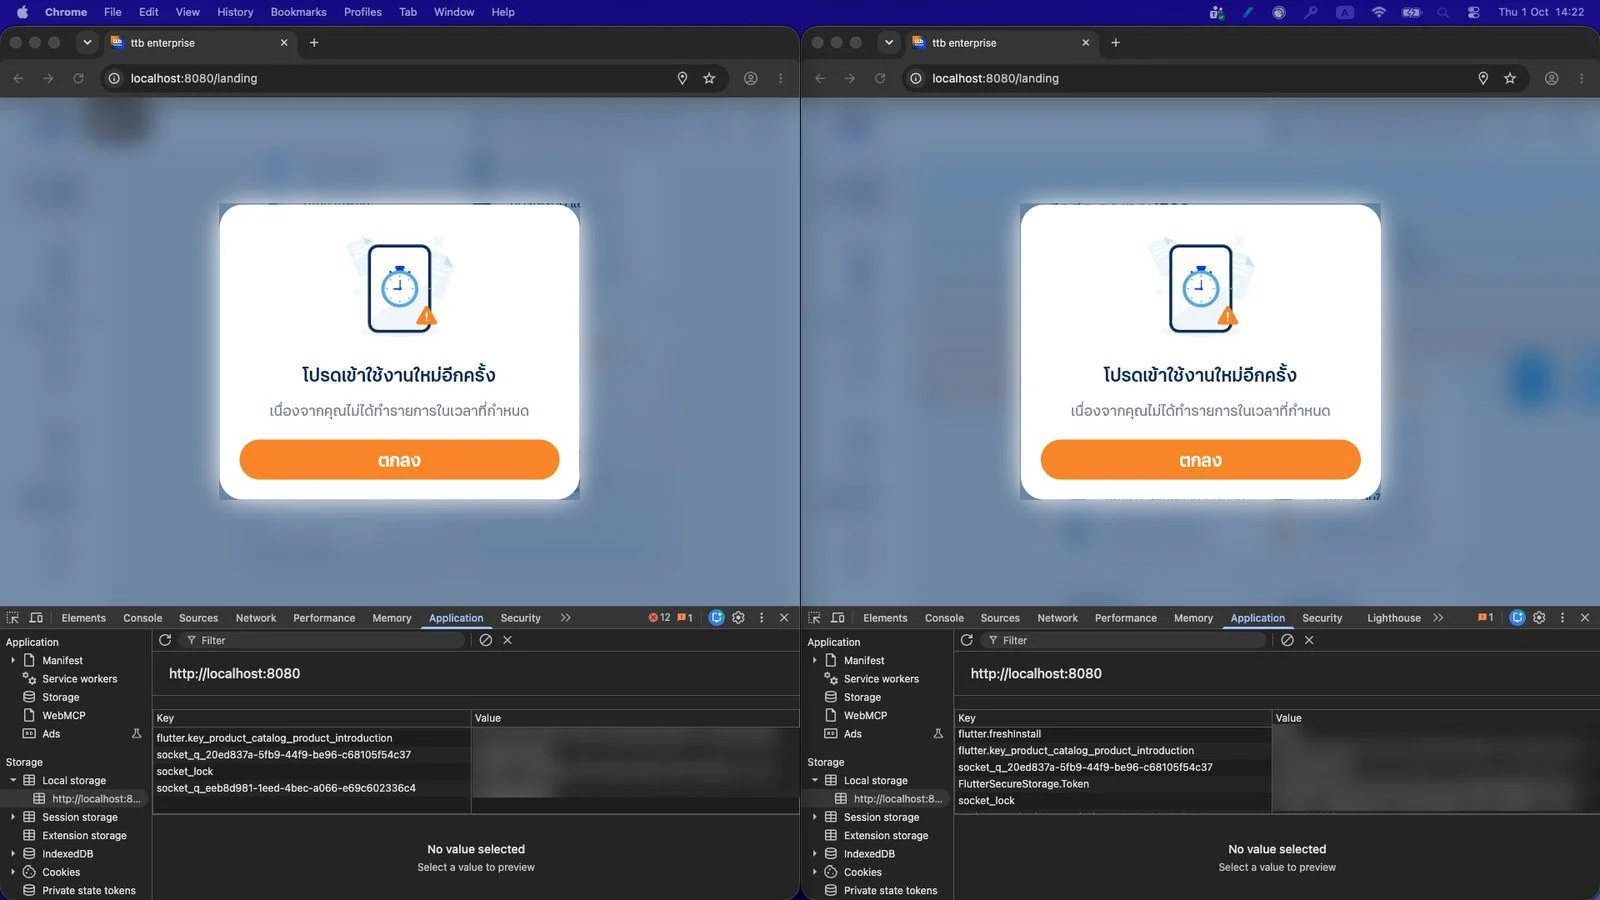 Chrome File Edit View History Bookmarks Profiles Tab Window Help
A
Thu 1 Oct 14:22
ttb enterprise
localhost:8080/landing
โปรดเข้าใช้งานใหม่อีกครั้ง
เนื่องจากคุณไม่ได้ทำรายการในเวลาที่กำหนด
ตกลง
Elements Console Sources Network Performance Memory Application Security
12 1
Application
Manifest
Service workers
Storage
WebMCP
Ads
Storage
Local storage
http://localhost:8...
Session storage
Extension storage
IndexedDB
Cookies
Private state tokens
Filter
http://localhost:8080
Key Value
flutter.key_product_catalog_product_introduction
socket_q_20ed837a-5fb9-44f9-be96-c68105f54c37
socket_lock
socket_q_eeb8d981-1eed-4bec-a066-e69c602336c4
No value selected
Select a value to preview
ttb enterprise
localhost:8080/landing
โปรดเข้าใช้งานใหม่อีกครั้ง
เนื่องจากคุณไม่ได้ทำรายการในเวลาที่กำหนด
ตกลง
Elements Console Sources Network Performance Memory Application Security Lighthouse
1
Application
Manifest
Service workers
Storage
WebMCP
Ads
Storage
Local storage
http://localhost:8...
Session storage
Extension storage
IndexedDB
Cookies
Private state tokens
Filter
http://localhost:8080
Key Value
flutter.freshInstall
flutter.key_product_catalog_product_introduction
socket_q_20ed837a-5fb9-44f9-be96-c68105f54c37
FlutterSecureStorage.Token
socket_lock
No value selected
Select a value to preview